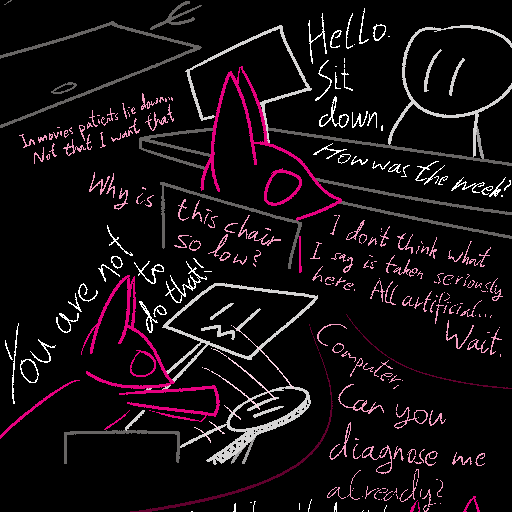 Hello.
Sit
down.
How was the week?
In movies patients lie down...
Not that I want that
Why is
this chair
so low?
I don't think what
I say is taken seriously
here. All artificial...
Wait.
You are not
to
do that!
Computer,
Can you
diagnose me
already?